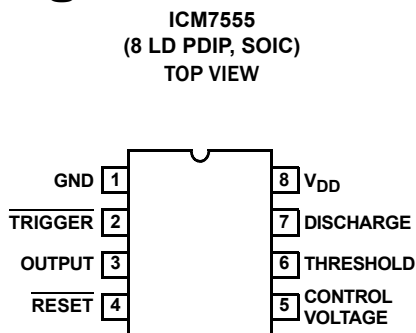 ICM7555
(8 LD PDIP, SOIC)
TOP VIEW
GND 1
TRIGGER 2
OUTPUT 3
RESET 4
8 VDD
7 DISCHARGE
6 THRESHOLD
5 CONTROL
VOLTAGE